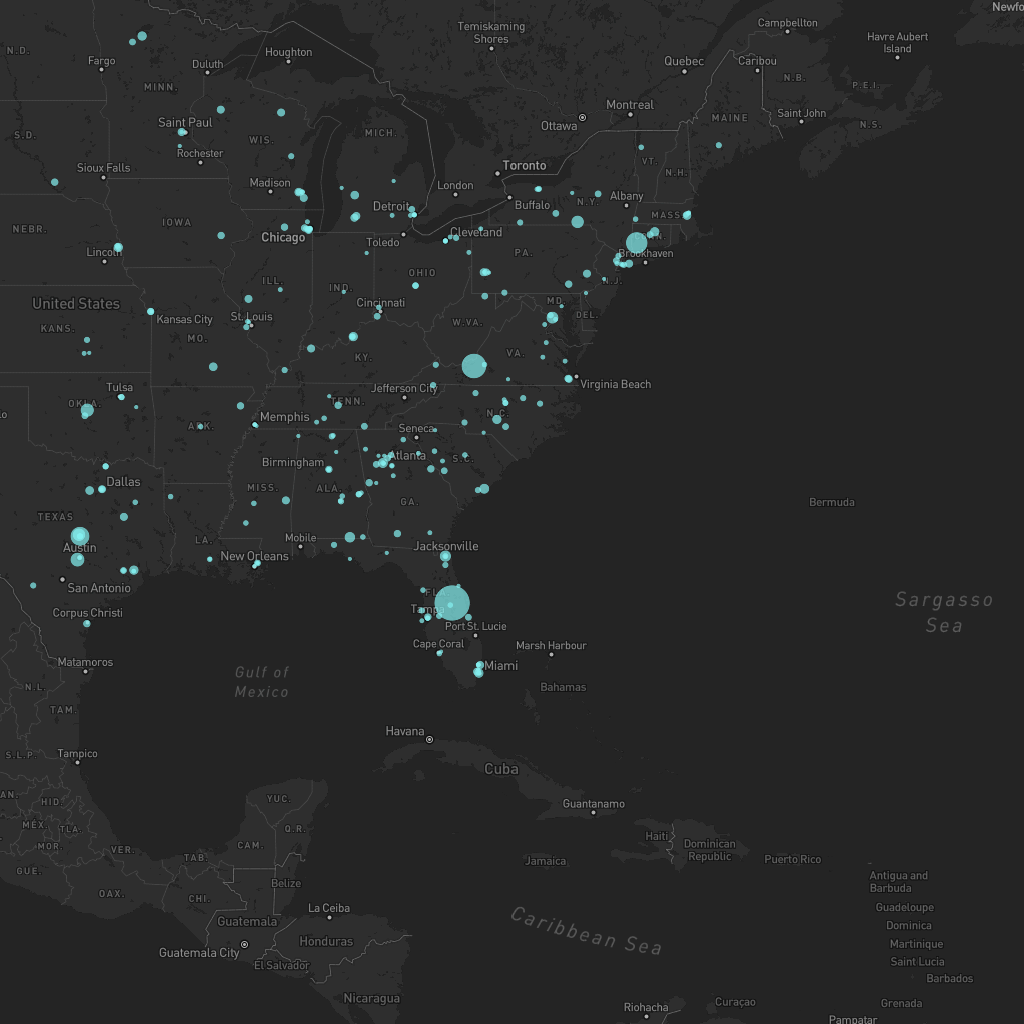 Newfo
Campbellton
Temiskaming
Shores
Havre Aubert
Island
N.D.
Houghton
Fargo
Duluth
Quebec
Caribou
N.B.
MINN.
P.E.I.
Montreal
MAINE
Saint John
Saint Paul
Ottawa
N.S.
S.D.
WIS.
MICH.
Rochester
VT.
Toronto
Sioux Falls
N.H.
Madison
London
Albany
N.Y.
Detroit
Buffalo
MASS.
NEBR.
IOWA
Chicago
Toledo
Cleveland
Lincoln
PA.
Brookhaven
OHIO
N.J.
ILL.
IND.
United States
Cincinnati
MD.
DEL.
St. Louis
Kansas City
W.VA.
KANS.
MO.
VA.
KY.
Tulsa
Jefferson City
Virginia Beach
OKLA.
TENN.
lo
Memphis
N.C.
ARK.
Seneca
Atlanta
Birmingham
S.C.
Dallas
MISS.
ALA.
GA.
Bermuda
TEXAS
Austin
LA.
Mobile
Jacksonville
New Orleans
San Antonio
FL
Sargasso
Sea
Corpus Christi
Tampa
Port St. Lucie
Cape Coral
Marsh Harbour
Matamoros
Gulf of
Mexico
Miami
N.L.
Bahamas
TAM.
Havana
S.L.P.
Tampico
Cuba
AN.
HID.
YUC.
Guantanamo
MÉX.
TLA.
Q.R.
Haiti
MOR.
VER.
CAM.
Dominican
Republic
TAB.
Jamaica
Puerto Rico
GUE.
Antigua and
Barbuda
OAX.
CHI.
Belize
La Ceiba
Guadeloupe
Guatemala
Caribbean Sea
Dominica
Honduras
Martinique
Guatemala City
El Salvador
Saint Lucia
Barbados
Nicaragua
Curaçao
Grenada
Riohacha
Pampatar